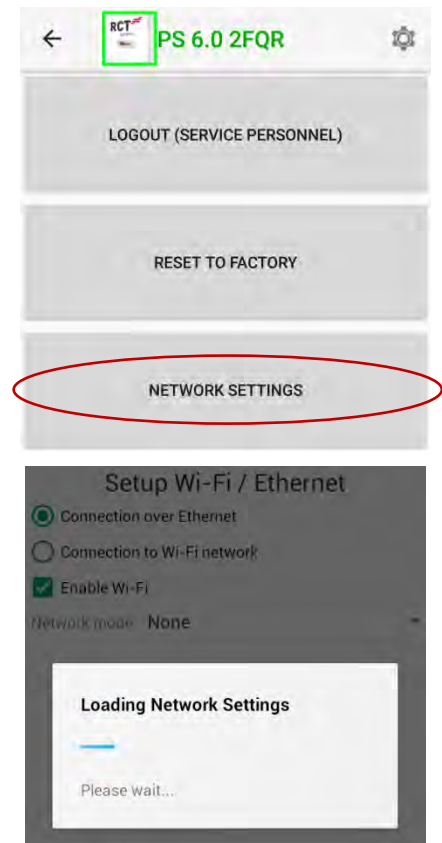 RCT
PS 6.0 2FQR
LOGOUT (SERVICE PERSONNEL)
RESET TO FACTORY
NETWORK SETTINGS
Setup Wi-Fi / Ethernet
Connection over Ethernet
Connection to Wi-Fi network
Enable Wi-Fi
Network mode None
Loading Network Settings
Please wait...